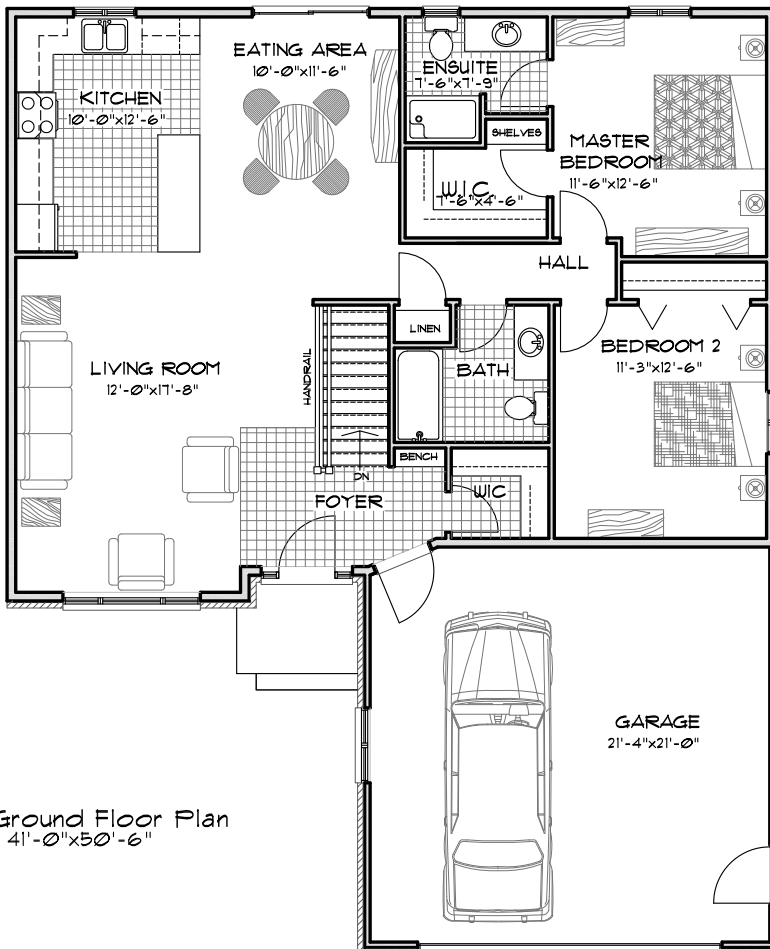 EATING AREA
10'-0"x11'-6"
KITCHEN
10'-0"x12'-6"
ENSUITE
7'-6"x7'-9"
SHELVES
MASTER
BEDROOM
11'-6"x12'-6"
W.I.C.
7'-6"x4'-6"
HALL
LINEN
LIVING ROOM
12'-0"x17'-8"
HANDRAIL
BATH
BEDROOM 2
11'-3"x12'-6"
BENCH
DN
FOYER
WIC
GARAGE
21'-4"x21'-0"
Ground Floor Plan
41'-0"x50'-6"